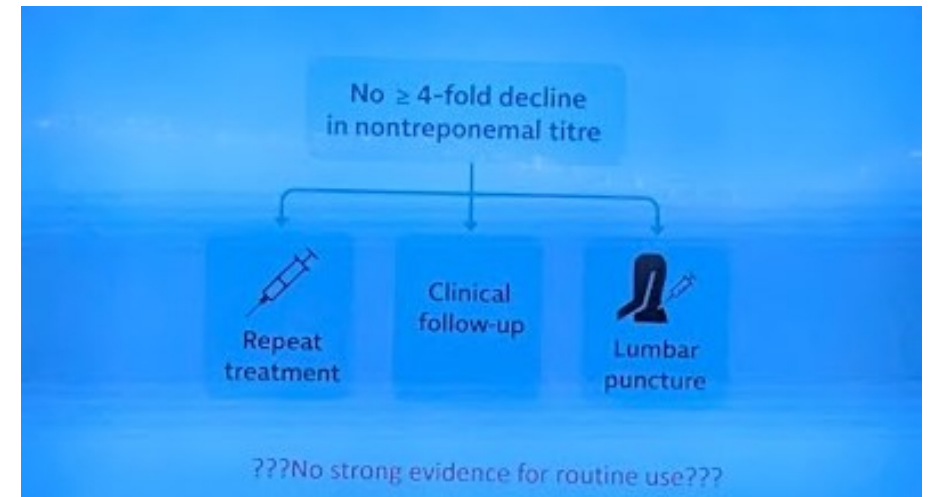 No ≥ 4-fold decline
in nontreponemal titre
Repeat
treatment
Clinical
follow-up
Lumbar
puncture
???No strong evidence for routine use???